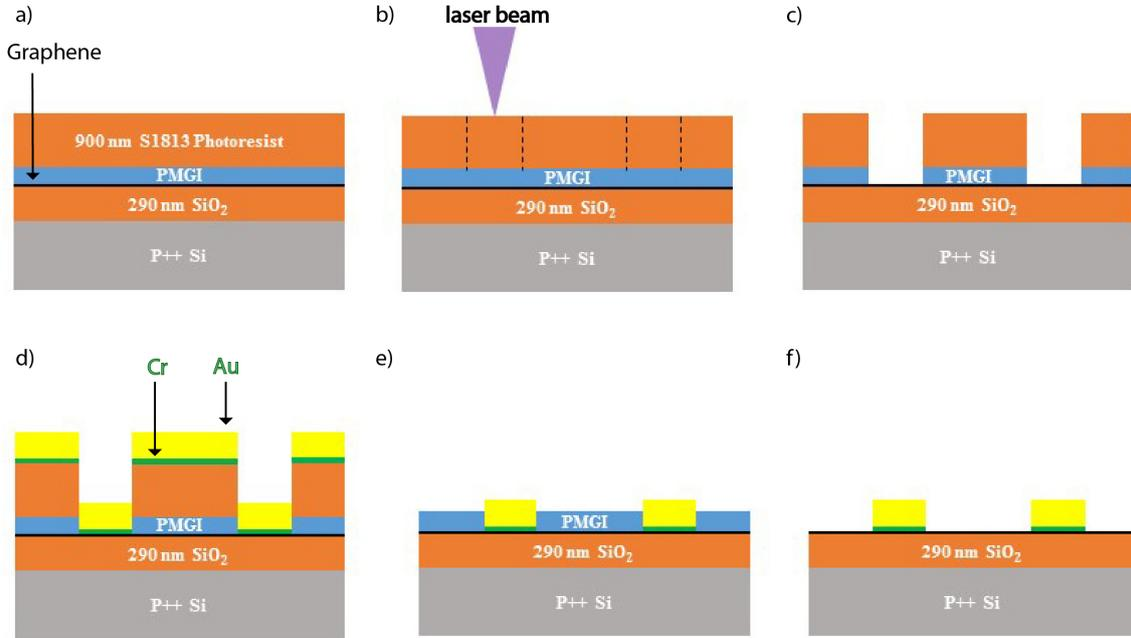 a)
Graphene
900 nm S1813 Photoresist
PMGI
290 nm SiO₂
P++ Si
b)
laser beam
PMGI
290 nm SiO₂
P++ Si
c)
PMGI
290 nm SiO₂
P++ Si
d)
Cr
Au
PMGI
290 nm SiO₂
P++ Si
e)
PMGI
290 nm SiO₂
P++ Si
f)
290 nm SiO₂
P++ Si